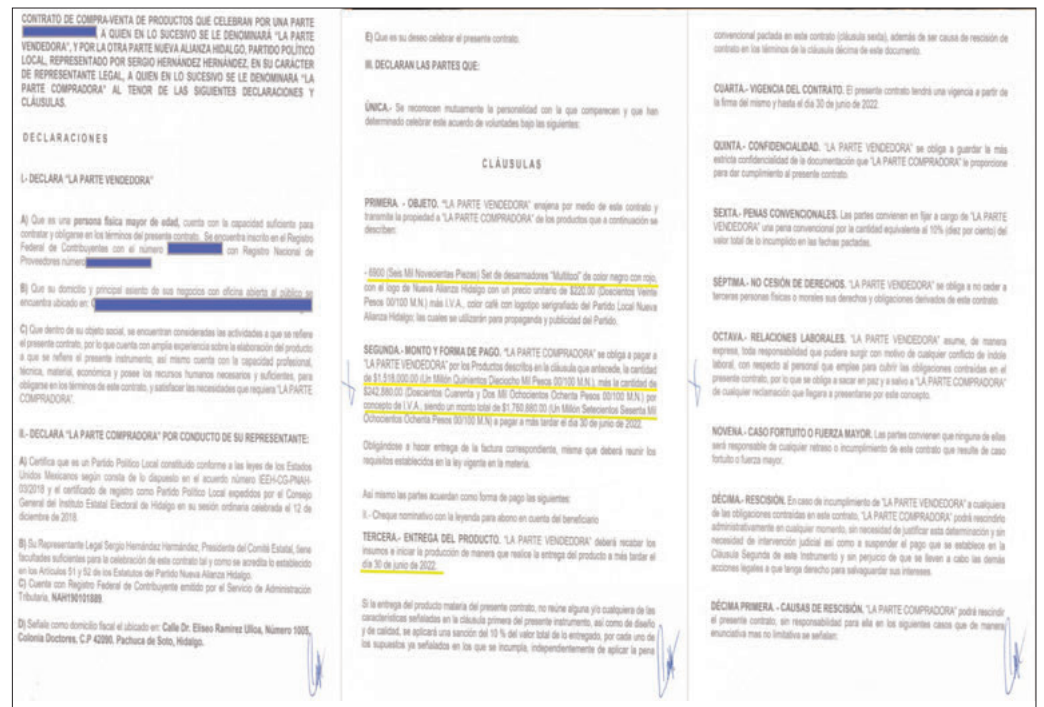 CONTRATO DE COMPRA-VENTA DE PRODUCTOS QUE CELEBRAN POR UNA PARTE
A QUIEN EN LO SUCESIVO SE LE DENOMINARÁ "LA PARTE
VENDEDORA", Y POR LA OTRA PARTE NUEVA ALIANZA HIDALGO, PARTIDO POLÍTICO
LOCAL, REPRESENTADO POR SERGIO HERNÁNDEZ HERNÁNDEZ, EN SU CARÁCTER
DE REPRESENTANTE LEGAL, A QUIEN EN LO SUCESIVO SE LE DENOMINARA "LA
PARTE COMPRADORA" AL TENOR DE LAS SIGUIENTES DECLARACIONES Y
CLÁUSULAS.
DECLARACIONES
I.- DECLARA "LA PARTE VENDEDORA"
A) Que es una persona física mayor de edad, cuenta con la capacidad suficiente para
contratar y obligarse en los términos del presente contrato. Se encuentra inscrito en el Registro
Federal de Contribuyentes con el número con Registro Nacional de
Proveedores número
B) Que su domicilio y principal asiento de sus negocios con oficina abierta al público se
encuentra ubicado en:
C) Que dentro de su objeto social, se encuentran consideradas las actividades a que se refiere
el presente contrato, por lo que cuenta con amplia experiencia sobre la elaboración del producto
a que se refiere el presente instrumento, así mismo cuenta con la capacidad profesional,
técnica, material, económica y posee los recursos humanos necesarios y suficientes, para
obligarse en los términos de este contrato, y satisfacer las necesidades que requiera "LA PARTE
COMPRADORA".
II.- DECLARA "LA PARTE COMPRADORA" POR CONDUCTO DE SU REPRESENTANTE:
A) Certifica que es un Partido Político Local constituido conforme a las leyes de los Estados
Unidos Mexicanos según consta de lo dispuesto en el acuerdo número IEEH-CG-PNAH-
03/2018 y el certificado de registro como Partido Político Local expedidos por el Consejo
General del Instituto Estatal Electoral de Hidalgo en su sesión ordinaria celebrada el 12 de
diciembre de 2018.
B) Su Representante Legal Sergio Hernández Hernández, Presidente del Comité Estatal, tiene
facultades suficientes para la celebración de este contrato tal y como se acredita lo establecido
en los Artículos 51 y 52 de los Estatutos del Partido Nueva Alianza Hidalgo.
C) Cuenta con Registro Federal de Contribuyente emitido por el Servicio de Administración
Tributaria, NAH190101889.
D) Señale como domicilio fiscal el ubicado en: Calle Dr. Eliseo Ramírez Ulloa, Número 1005,
Colonia Doctores, C.P 42090. Pachuca de Soto, Hidalgo.
E) Que es su deseo celebrar el presente contrato.
III. DECLARAN LAS PARTES QUE:
ÚNICA.- Se reconocen mutuamente la personalidad con la que comparecen y que han
determinado celebrar este acuerdo de voluntades bajo las siguientes:
CLÁUSULAS
PRIMERA. - OBJETO. "LA PARTE VENDEDORA" enajena por medio de este contrato y
transmite la propiedad a "LA PARTE COMPRADORA" de los productos que a continuación se
describen:
- 6900 (Seis Mil Novecientas Piezas) Set de desarmadores "Multitool" de color negro con rojo,
con el logo de Nueva Alianza Hidalgo con un precio unitario de $220.00 (Doscientos Veinte
Pesos 00/100 M.N.) más I.V.A., color café con logotipo serigrafiado del Partido Local Nueva
Alianza Hidalgo; las cuales se utilizarán para propaganda y publicidad del Partido.
SEGUNDA.- MONTO Y FORMA DE PAGO. "LA PARTE COMPRADORA" se obliga a pagar a
"LA PARTE VENDEDORA" por los Productos descritos en la cláusula que antecede, la cantidad
de $1,518,000.00 (Un Millón Quinientos Dieciocho Mil Pesos 00/100 M.N.), más la cantidad de
$242,880.00 (Doscientos Cuarenta y Dos Mil Ochocientos Ochenta Pesos 00/100 M.N.) por
concepto de I.V.A., siendo un monto total de $1,760,880.00 (Un Millón Setecientos Sesenta Mil
Ochocientos Ochenta Pesos 00/100 M.N) a pagar a más tardar el día 30 de junio de 2022.
Obligándose a hacer entrega de la factura correspondiente, misma que deberá reunir los
requisitos establecidos en la ley vigente en la materia.
Así mismo las partes acuerdan como forma de pago las siguientes:
II.- Cheque nominativo con la leyenda para abono en cuenta del beneficiario
TERCERA.- ENTREGA DEL PRODUCTO. "LA PARTE VENDEDORA" deberá recabar los
insumos e iniciar la producción de manera que realice la entrega del producto a más tardar el
día 30 de junio de 2022.
Si la entrega del producto materia del presente contrato, no reúne alguna y/o cualquiera de las
características señaladas en la cláusula primera del presente instrumento, así como de diseño
y de calidad, se aplicará una sanción del 10 % del valor total de lo entregado, por cada uno de
los supuestos ya señalados en los que se incumpla, independientemente de aplicar la pena
convencional pactada en este contrato (cláusula sexta), además de ser causa de rescisión de
contrato en los términos de la cláusula décima de este documento.
CUARTA.- VIGENCIA DEL CONTRATO. El presente contrato tendrá una vigencia a partir de
la firma del mismo y hasta el día 30 de junio de 2022.
QUINTA.- CONFIDENCIALIDAD. "LA PARTE VENDEDORA" se obliga a guardar la más
estricta confidencialidad de la documentación que "LA PARTE COMPRADORA" le proporcione
para dar cumplimiento al presente contrato.
SEXTA.- PENAS CONVENCIONALES. Las partes convienen en fijar a cargo de "LA PARTE
VENDEDORA" una pena convencional por la cantidad equivalente al 10% (diez por ciento) del
valor total de lo incumplido en las fechas pactadas.
SÉPTIMA.- NO CESIÓN DE DERECHOS. "LA PARTE VENDEDORA" se obliga a no ceder a
terceras personas físicas o morales sus derechos y obligaciones derivados de este contrato.
OCTAVA.- RELACIONES LABORALES. "LA PARTE VENDEDORA" asume, de manera
expresa, toda responsabilidad que pudiere surgir con motivo de cualquier conflicto de índole
laboral, con respecto al personal que emplee para cubrir las obligaciones contraídas en el
presente contrato, por lo que se obliga a sacar en paz y a salvo a "LA PARTE COMPRADORA"
de cualquier reclamación que llegara a presentarse por este concepto.
NOVENA.- CASO FORTUITO O FUERZA MAYOR. Las partes convienen que ninguna de ellas
será responsable de cualquier retraso o incumplimiento de este contrato que resulte de caso
fortuito o fuerza mayor.
DÉCIMA.- RESCISIÓN. En caso de incumplimiento de "LA PARTE VENDEDORA" a cualquiera
de las obligaciones contraídas en este contrato, "LA PARTE COMPRADORA" podrá rescindirlo
administrativamente en cualquier momento, sin necesidad de justificar esta determinación y sin
necesidad de intervención judicial así como a suspender el pago que se establece en la
Cláusula Segunda de este Instrumento y sin perjuicio de que se lleven a cabo las demás
acciones legales a que tenga derecho para salvaguardar sus intereses.
DÉCIMA PRIMERA. - CAUSAS DE RESCISIÓN. "LA PARTE COMPRADORA" podrá rescindir
el presente contrato, sin responsabilidad para ella en los siguientes casos que de manera
enunciativa mas no limitativa se señalan: